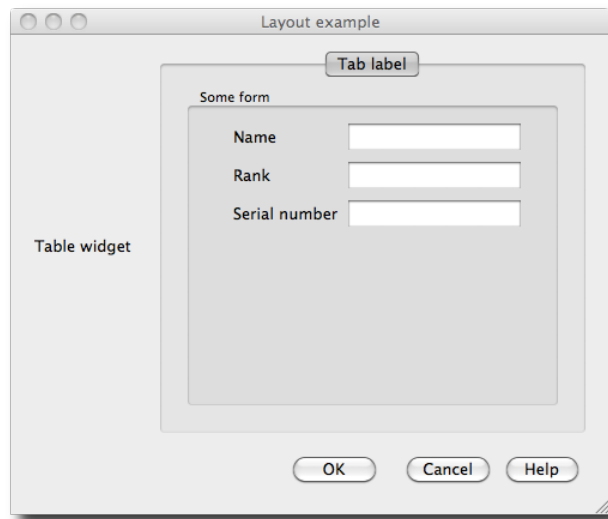 Layout example
Tab label
Some form
Name
Rank
Serial number
Table widget
OK Cancel Help